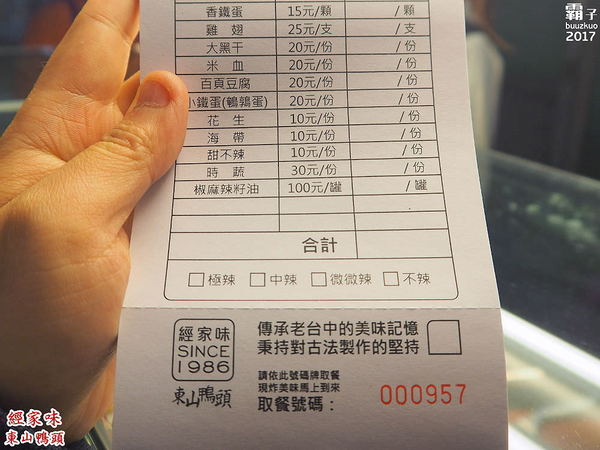 香鐵蛋 15元/顆 /顆
雞 翅 25元/支 /支
大黑干 20元/份 /份
米 血 20元/份 /份
百頁豆腐 20元/份 /份
小鐵蛋(鵪鶉蛋) 20元/份 /份
花 生 10元/份 /份
海 帶 10元/份 /份
甜不辣 10元/份 /份
時 蔬 30元/份 /份
椒麻辣籽油 100元/罐 /罐
合計
□極辣 □中辣 □微微辣 □不辣
經家味
SINCE
1986
東山鴨頭
傳承老台中的美味記憶
秉持對古法製作的堅持
請依此號碼牌取餐
現炸美味馬上到來
取餐號碼：000957
霸子
buuzkuo
2017
經家味
東山鴨頭